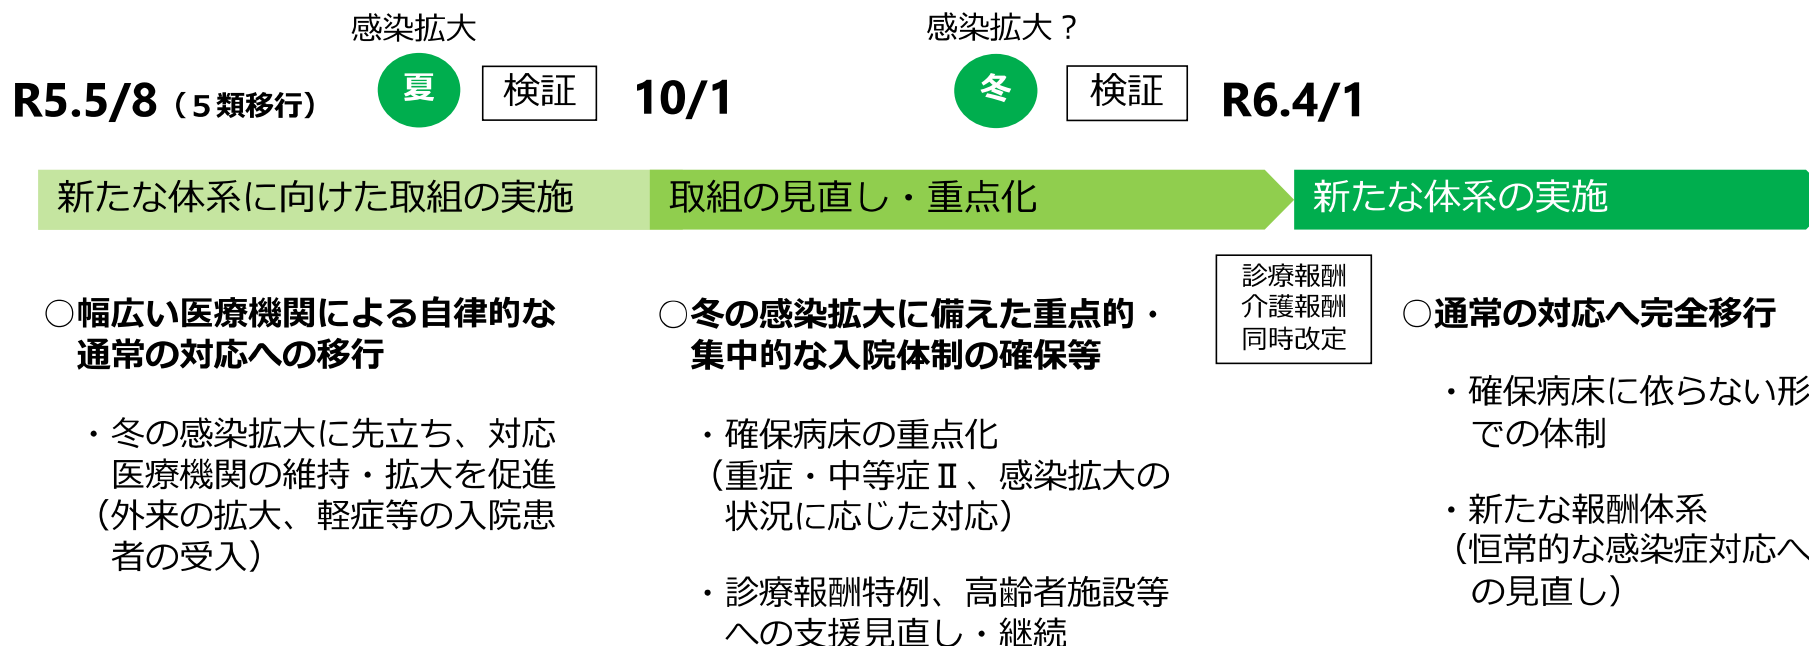 感染拡大
感染拡大？
R5.5/8（５類移行）
夏
検証
10/1
冬
検証
R6.4/1
新たな体系に向けた取組の実施
取組の見直し・重点化
新たな体系の実施
○幅広い医療機関による自律的な
通常の対応への移行
・冬の感染拡大に先立ち、対応
医療機関の維持・拡大を促進
（外来の拡大、軽症等の入院患
者の受入）
○冬の感染拡大に備えた重点的・
集中的な入院体制の確保等
・確保病床の重点化
（重症・中等症Ⅱ、感染拡大の
状況に応じた対応）
・診療報酬特例、高齢者施設等
への支援見直し・継続
診療報酬
介護報酬
同時改定
○通常の対応へ完全移行
・確保病床に依らない形
での体制
・新たな報酬体系
（恒常的な感染症対応へ
の見直し）